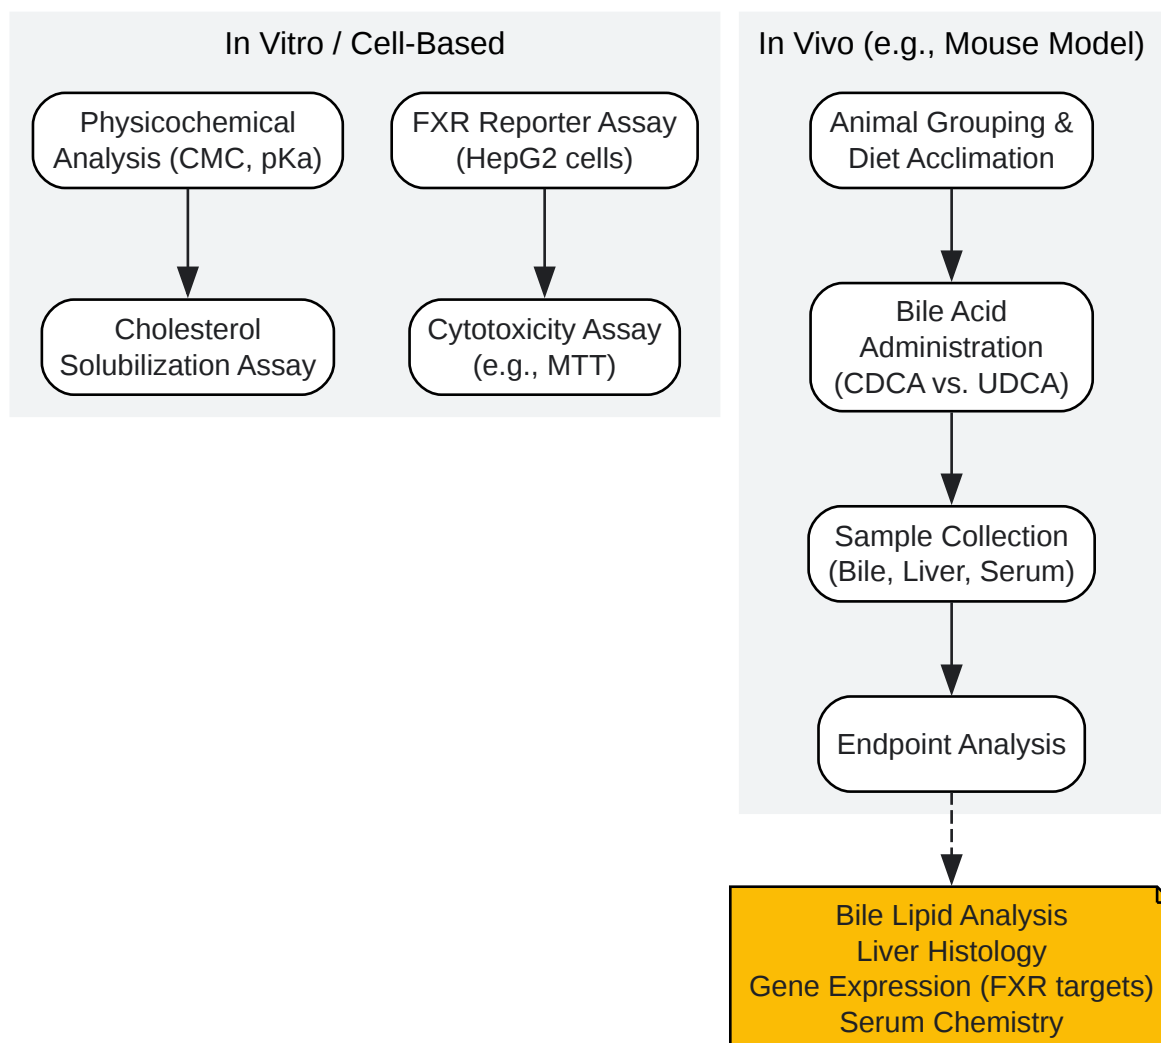 In Vitro / Cell-Based
Physicochemical
Analysis (CMC, pKa)
FXR Reporter Assay
(HepG2 cells)
Cholesterol
Solubilization Assay
Cytotoxicity Assay
(e.g., MTT)
In Vivo (e.g., Mouse Model)
Animal Grouping &
Diet Acclimation
Bile Acid
Administration
(CDCA vs. UDCA)
Sample Collection
(Bile, Liver, Serum)
Endpoint Analysis
Bile Lipid Analysis
Liver Histology
Gene Expression (FXR targets)
Serum Chemistry